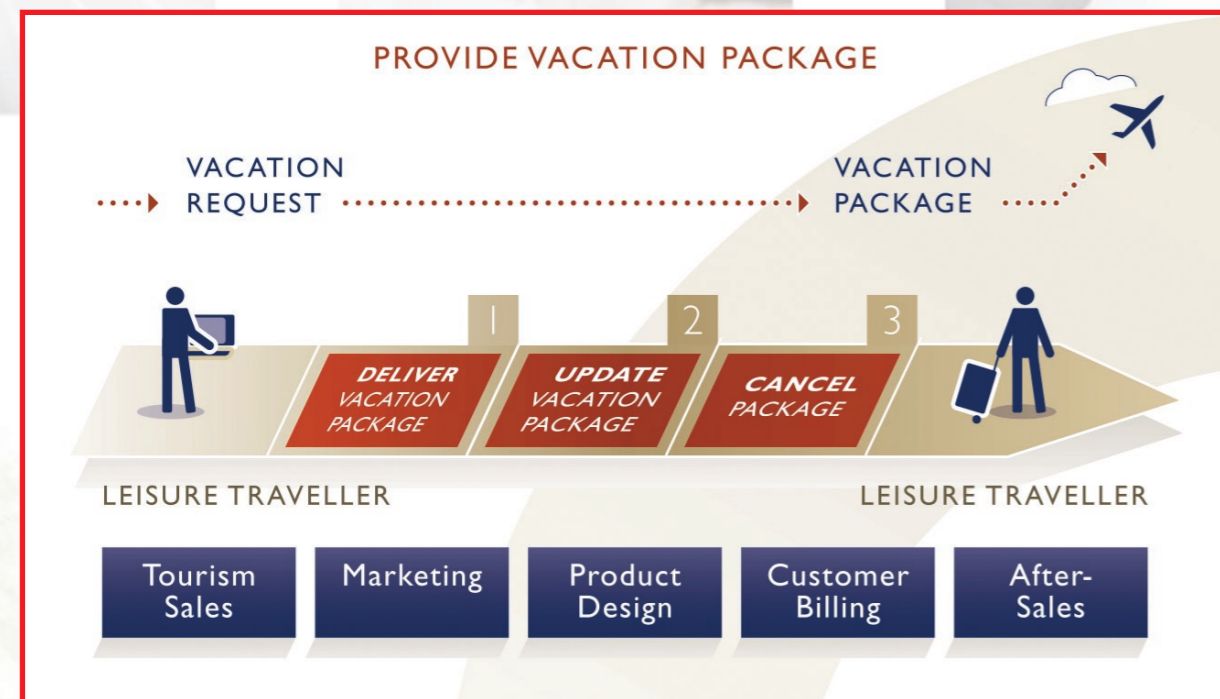 PROVIDE VACATION PACKAGE
VACATION
REQUEST
VACATION
PACKAGE
1
2
3
DELIVER
VACATION
PACKAGE
UPDATE
VACATION
PACKAGE
CANCEL
PACKAGE
LEISURE TRAVELLER
LEISURE TRAVELLER
Tourism
Sales
Marketing
Product
Design
Customer
Billing
After-
Sales